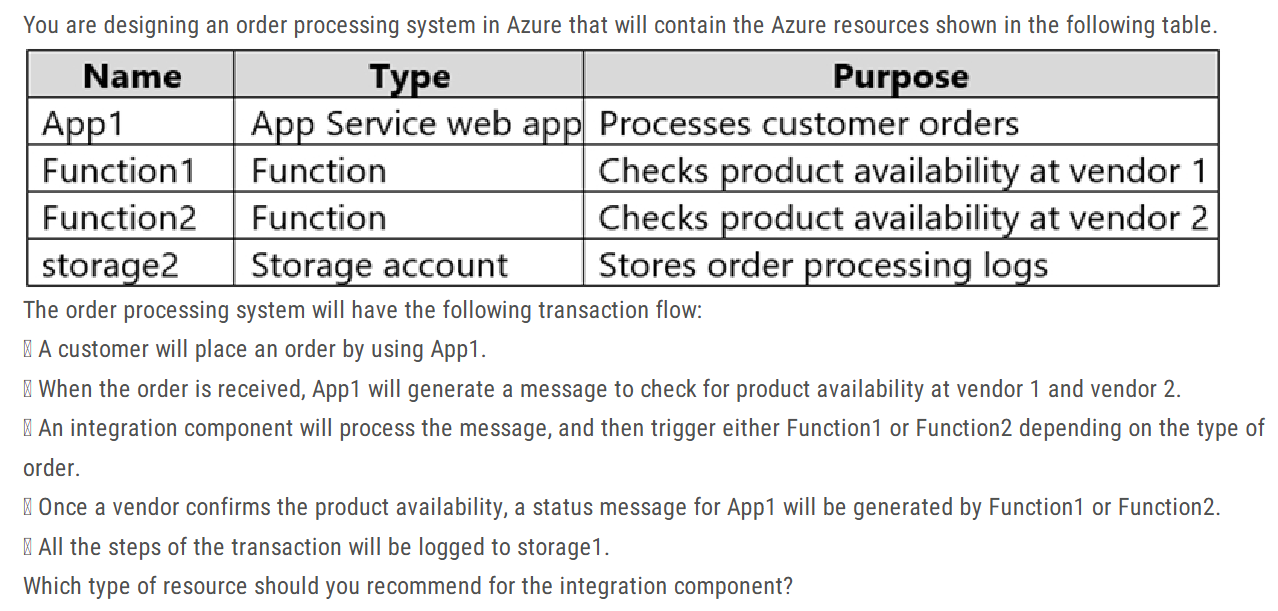 You are designing an order processing system in Azure that will contain the Azure resources shown in the following table.
Name Type Purpose
App1 App Service web app Processes customer orders
Function1 Function Checks product availability at vendor 1
Function2 Function Checks product availability at vendor 2
storage2 Storage account Stores order processing logs
The order processing system will have the following transaction flow:
A customer will place an order by using App1.
When the order is received, App1 will generate a message to check for product availability at vendor 1 and vendor 2.
An integration component will process the message, and then trigger either Function1 or Function2 depending on the type of
order.
Once a vendor confirms the product availability, a status message for App1 will be generated by Function1 or Function2.
All the steps of the transaction will be logged to storage1.
Which type of resource should you recommend for the integration component?